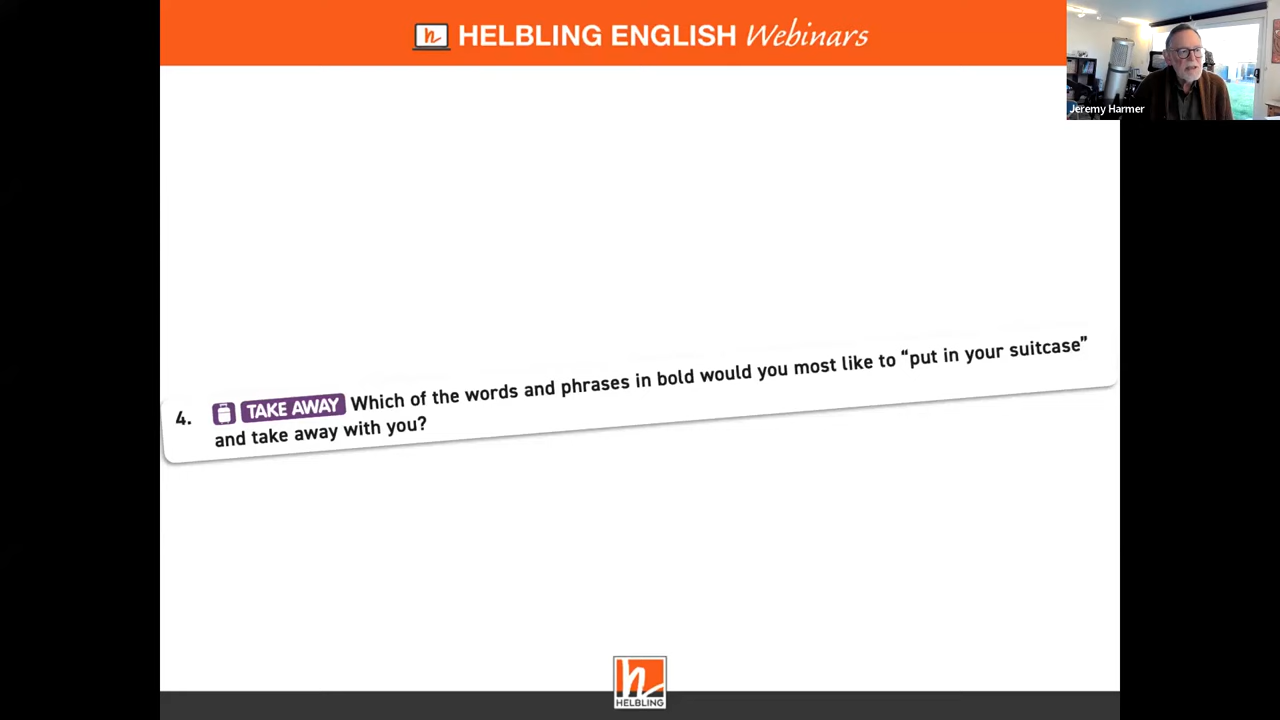 HELBLING ENGLISH Webinars
Jeremy Harmer
4. TAKE AWAY Which of the words and phrases in bold would you most like to “put in your suitcase”
and take away with you?
HELBLING